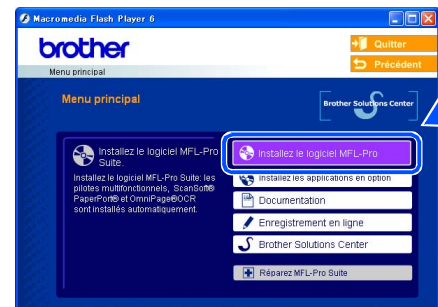 Macromedia Flash Player 6
brother
Quitter
Précédent
Menu principal
Menu principal
Brother Solutions Center
Installez le logiciel MFL-Pro Suite.
Installez le logiciel MFL-Pro Suite: les
pilotes multifonctionnels, ScanSoft®
PaperPort® et OmniPage®OCR
sont installés automatiquement.
Installez le logiciel MFL-Pro
Installez les applications en option
Documentation
Enregistrement en ligne
Brother Solutions Center
Réparez MFL-Pro Suite